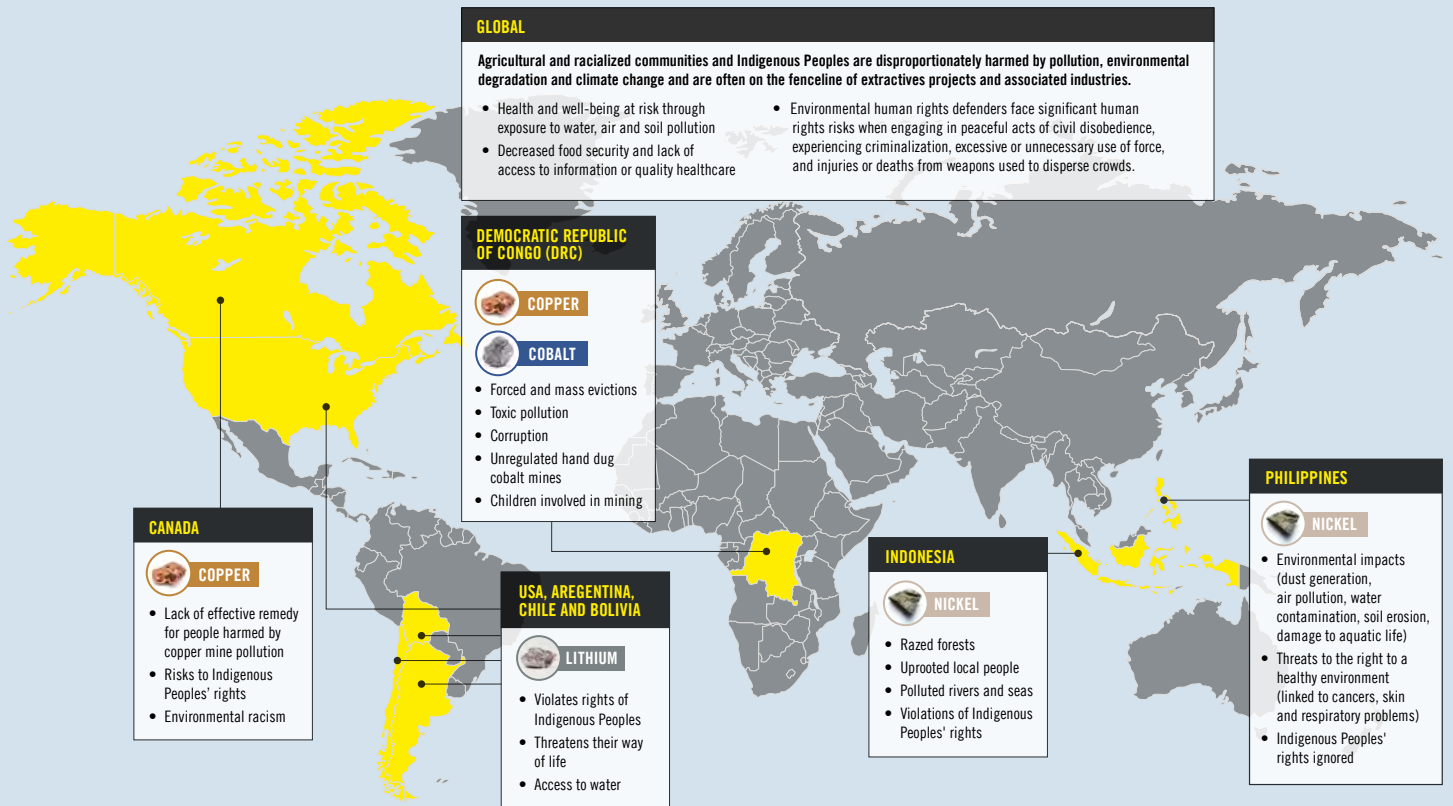 GLOBAL
Agricultural and racialized communities and Indigenous Peoples are disproportionately harmed by pollution, environmental
degradation and climate change and are often on the fenceline of extractives projects and associated industries.
• Health and well-being at risk through
exposure to water, air and soil pollution
• Decreased food security and lack of
access to information or quality healthcare
• Environmental human rights defenders face significant human
rights risks when engaging in peaceful acts of civil disobedience,
experiencing criminalization, excessive or unnecessary use of force,
and injuries or deaths from weapons used to disperse crowds.
DEMOCRATIC REPUBLIC
OF CONGO (DRC)
COPPER
COBALT
• Forced and mass evictions
• Toxic pollution
• Corruption
• Unregulated hand dug
cobalt mines
• Children involved in mining
CANADA
COPPER
• Lack of effective remedy
for people harmed by
copper mine pollution
• Risks to Indigenous
Peoples' rights
• Environmental racism
USA, AREGENTINA,
CHILE AND BOLIVIA
LITHIUM
• Violates rights of
Indigenous Peoples
• Threatens their way
of life
• Access to water
INDONESIA
NICKEL
• Razed forests
• Uprooted local people
• Polluted rivers and seas
• Violations of Indigenous
Peoples' rights
PHILIPPINES
NICKEL
• Environmental impacts
(dust generation,
air pollution, water
contamination, soil erosion,
damage to aquatic life)
• Threats to the right to a
healthy environment
(linked to cancers, skin
and respiratory problems)
• Indigenous Peoples'
rights ignored